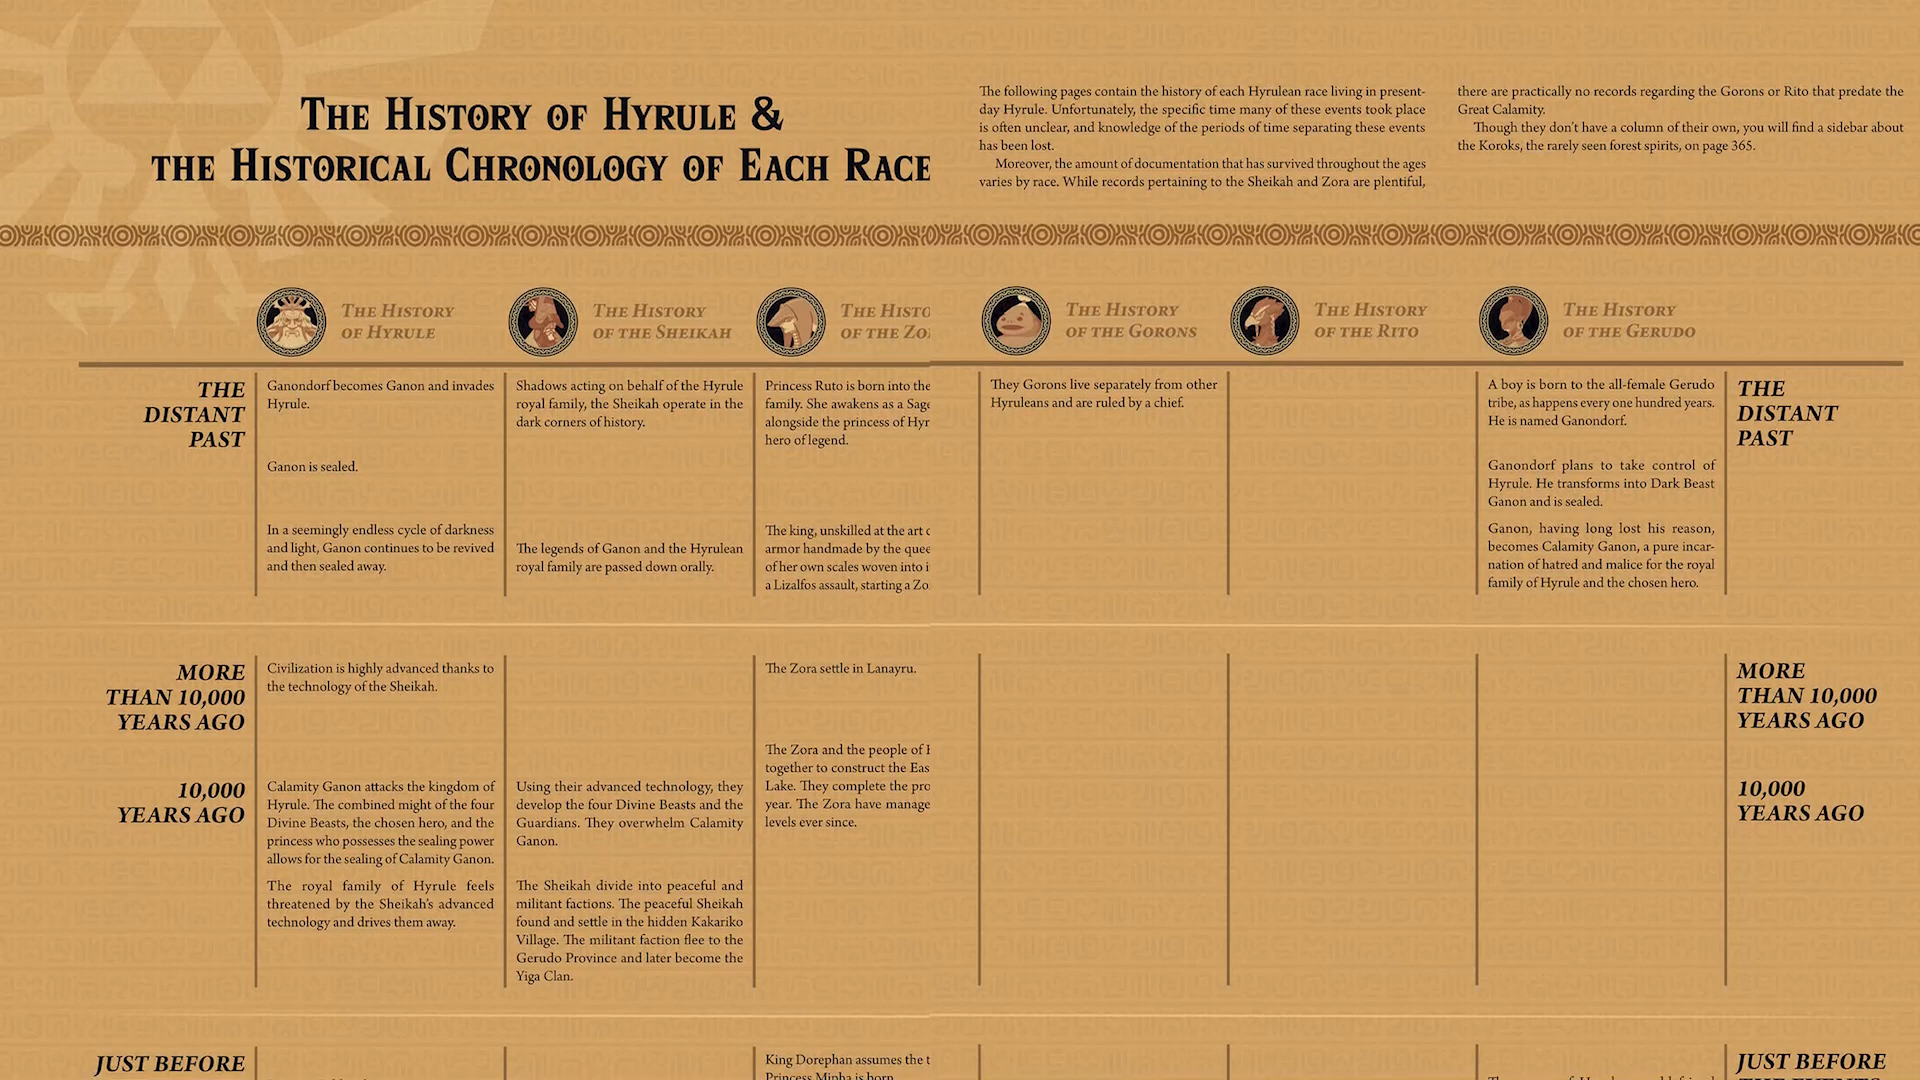 THE HISTORY OF HYRULE &
THE HISTORICAL CHRONOLOGY OF EACH RACE
The following pages contain the history of each Hyrulean race living in present-
day Hyrule. Unfortunately, the specific time many of these events took place
is often unclear, and knowledge of the periods of time separating these events
has been lost.
Moreover, the amount of documentation that has survived throughout the ages
varies by race. While records pertaining to the Sheikah and Zora are plentiful,
there are practically no records regarding the Gorons or Rito that predate the
Great Calamity.
Though they don't have a column of their own, you will find a sidebar about
the Koroks, the rarely seen forest spirits, on page 365.
THE HISTORY
OF HYRULE
THE HISTORY
OF THE SHEIKAH
THE HISTO
OF THE ZO
THE HISTORY
OF THE GORONS
THE HISTORY
OF THE RITO
THE HISTORY
OF THE GERUDO
THE
DISTANT
PAST
Ganondorf becomes Ganon and invades
Hyrule.
Ganon is sealed.
In a seemingly endless cycle of darkness
and light, Ganon continues to be revived
and then sealed away.
Shadows acting on behalf of the Hyrule
royal family, the Sheikah operate in the
dark corners of history.
The legends of Ganon and the Hyrulean
royal family are passed down orally.
Princess Ruto is born into the
family. She awakens as a Sage
alongside the princess of Hyr
hero of legend.
The king, unskilled at the art
armor handmade by the quee
of her own scales woven into
a Lizalfos assault, starting a Zo
They Gorons live separately from other
Hyruleans and are ruled by a chief.
A boy is born to the all-female Gerudo
tribe, as happens every one hundred years.
He is named Ganondorf.
Ganondorf plans to take control of
Hyrule. He transforms into Dark Beast
Ganon and is sealed.
Ganon, having long lost his reason,
becomes Calamity Ganon, a pure incar-
nation of hatred and malice for the royal
family of Hyrule and the chosen hero.
THE
DISTANT
PAST
MORE
THAN 10,000
YEARS AGO
Civilization is highly advanced thanks to
the technology of the Sheikah.
The Zora settle in Lanayru.
The Zora and the people of
together to construct the Eas
Lake. They complete the pro
year. The Zora have manage
levels ever since.
MORE
THAN 10,000
YEARS AGO
10,000
YEARS AGO
Calamity Ganon attacks the kingdom of
Hyrule. The combined might of the four
Divine Beasts, the chosen hero, and the
princess who possesses the sealing power
allows for the sealing of Calamity Ganon.
The royal family of Hyrule feels
threatened by the Sheikah's advanced
technology and drives them away.
Using their advanced technology, they
develop the four Divine Beasts and the
Guardians. They overwhelm Calamity
Ganon.
The Sheikah divide into peaceful and
militant factions. The peaceful Sheikah
found and settle in the hidden Kakariko
Village. The militant faction flee to the
Gerudo Province and later become the
Yiga Clan.
10,000
YEARS AGO
JUST BEFORE
King Dorephan assumes the t
Princess Mipha is born
JUST BEFORE